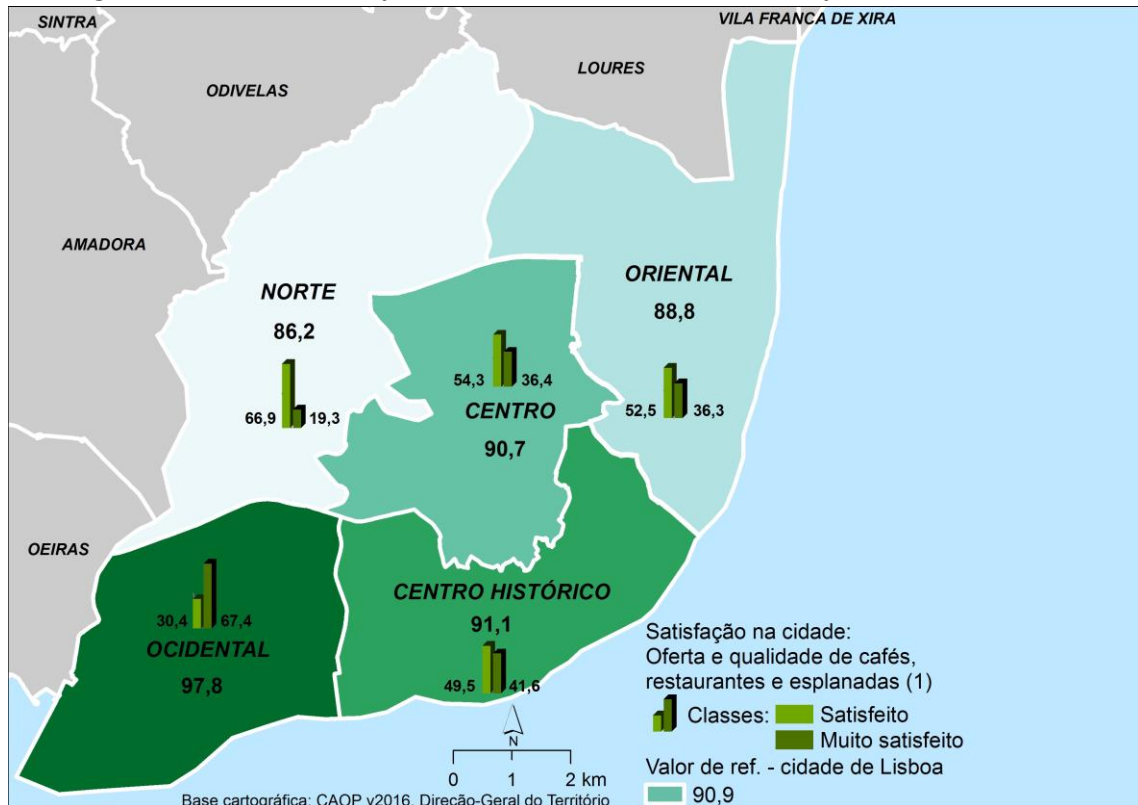 SINTRA
VILA FRANCA DE XIRA
LOURES
ODIVELAS
AMADORA
ORIENTAL
88,8
NORTE
86,2
54,3 36,4
52,5 36,3
66,9 19,3
CENTRO
90,7
OEIRAS
CENTRO HISTÓRICO
91,1
30,4 67,4
OCIDENTAL
97,8
49,5 41,6
Satisfação na cidade:
Oferta e qualidade de cafés,
restaurantes e esplanadas (1)
Classes: Satisfeito
Muito satisfeito
Valor de ref. - cidade de Lisboa
90,9
N
0 1 2 km
Base cartográfica: CAOP v2016, Direção-Geral do Território